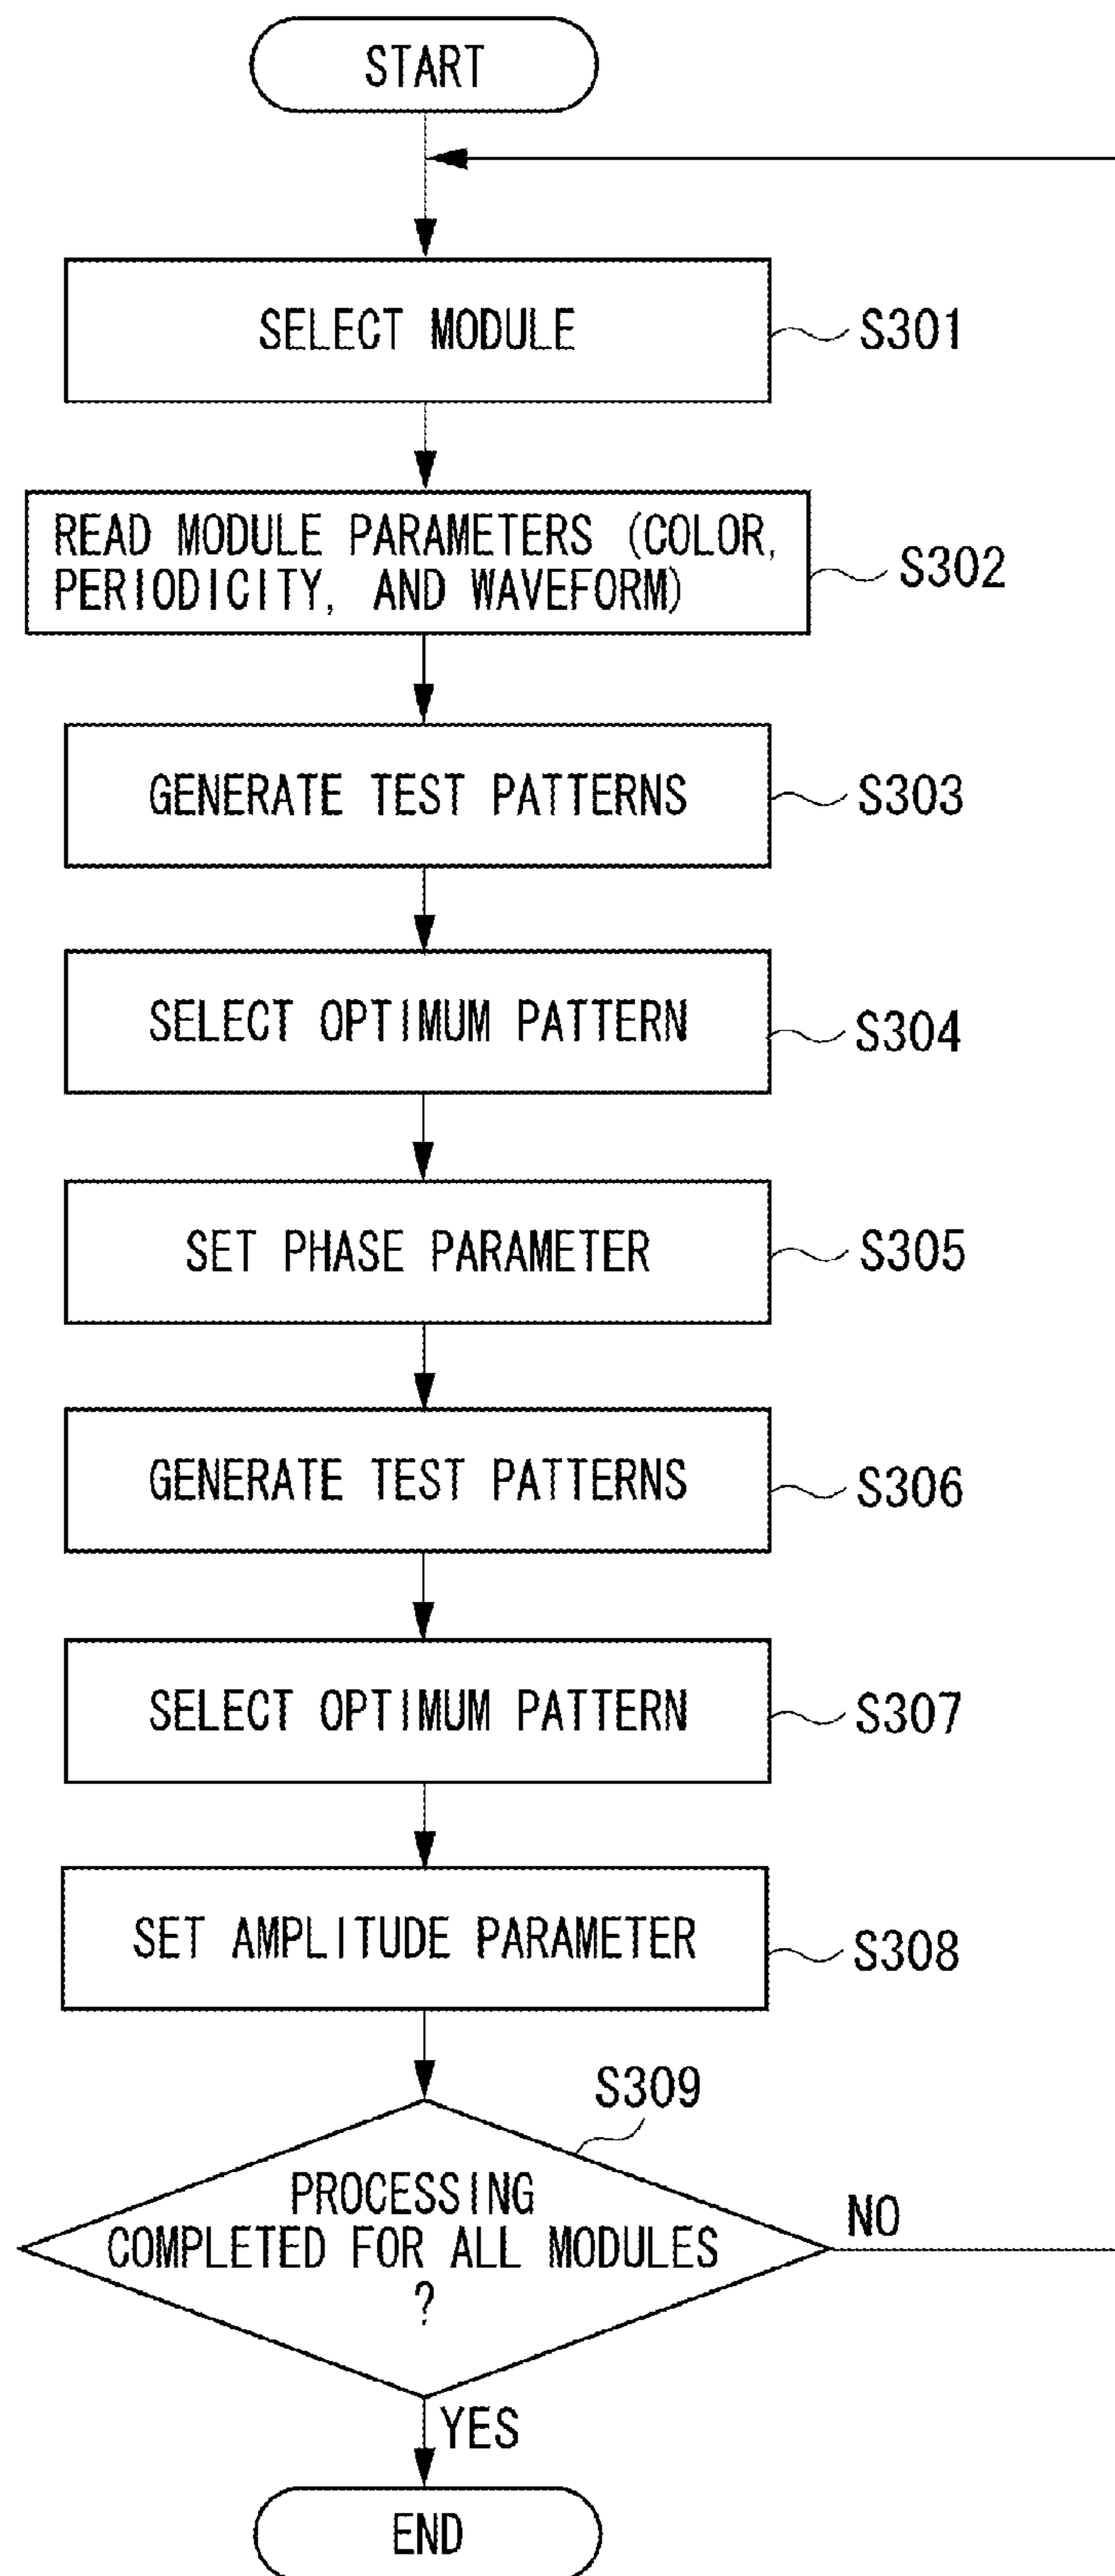 START
SELECT MODULE
S301
READ MODULE PARAMETERS (COLOR,
PERIODICITY, AND WAVEFORM)
S302
GENERATE TEST PATTERNS
S303
SELECT OPTIMUM PATTERN
S304
SET PHASE PARAMETER
S305
GENERATE TEST PATTERNS
S306
SELECT OPTIMUM PATTERN
S307
SET AMPLITUDE PARAMETER
S308
S309
PROCESSING
COMPLETED FOR ALL MODULES
?
NO
YES
END